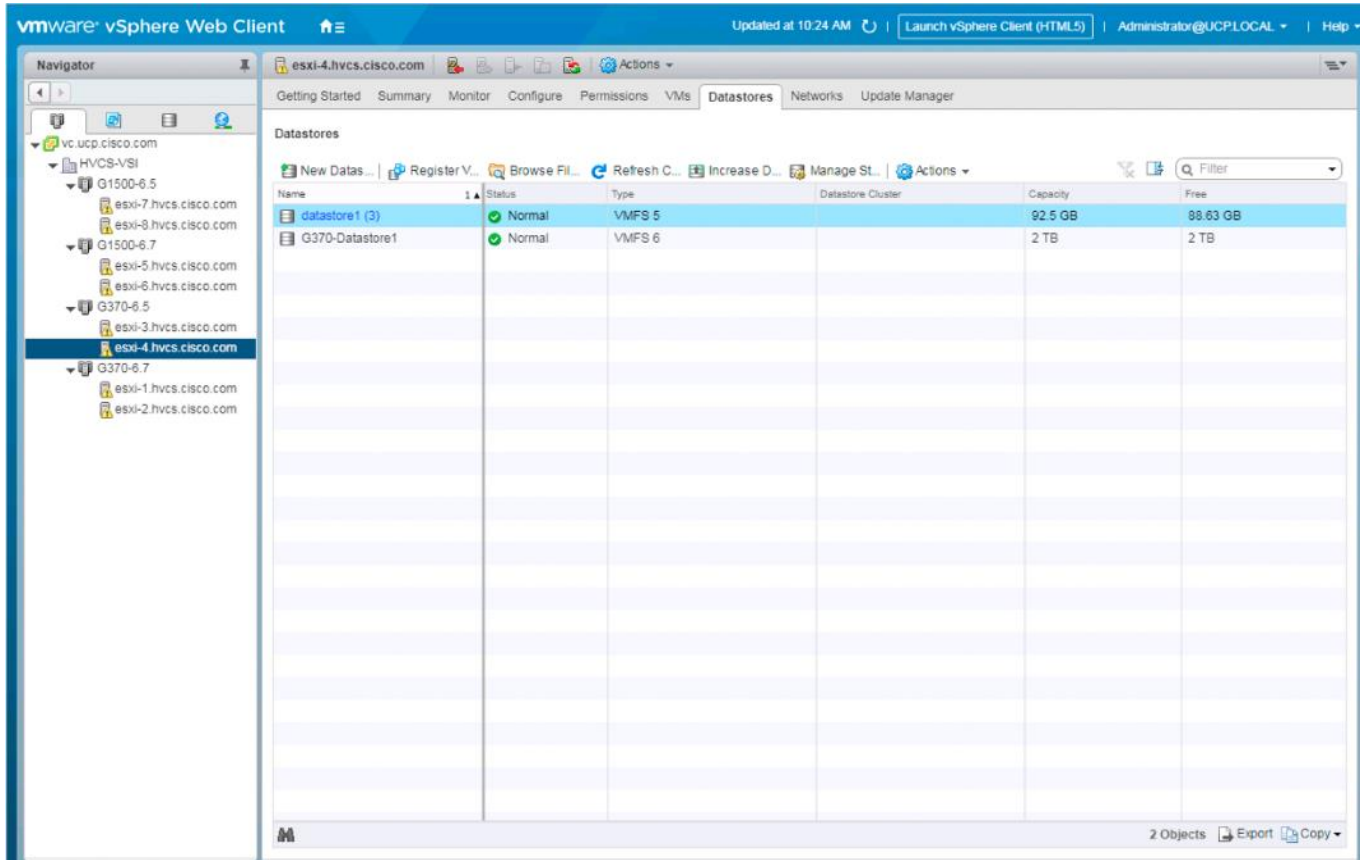 vmware® vSphere Web Client Updated at 10:24 AM | Launch vSphere Client (HTML5) | Administrator@UCP.LOCAL | Help
Navigator
esxi-4.hvcs.cisco.com Actions
Getting Started Summary Monitor Configure Permissions VMs Datastores Networks Update Manager
vc.ucp.cisco.com
HVCS-VSI
G1500-6.5
esxi-7.hvcs.cisco.com
esxi-8.hvcs.cisco.com
G1500-6.7
esxi-5.hvcs.cisco.com
esxi-6.hvcs.cisco.com
G370-6.5
esxi-3.hvcs.cisco.com
esxi-4.hvcs.cisco.com
G370-6.7
esxi-1.hvcs.cisco.com
esxi-2.hvcs.cisco.com
Datastores
New Datas... | Register V... Browse Fil... Refresh C... Increase D... Manage St... | Actions Filter
Name 1 Status Type Datastore Cluster Capacity Free
datastore1 (3) Normal VMFS 5 92.5 GB 88.63 GB
G370-Datastore1 Normal VMFS 6 2 TB 2 TB
2 Objects Export Copy